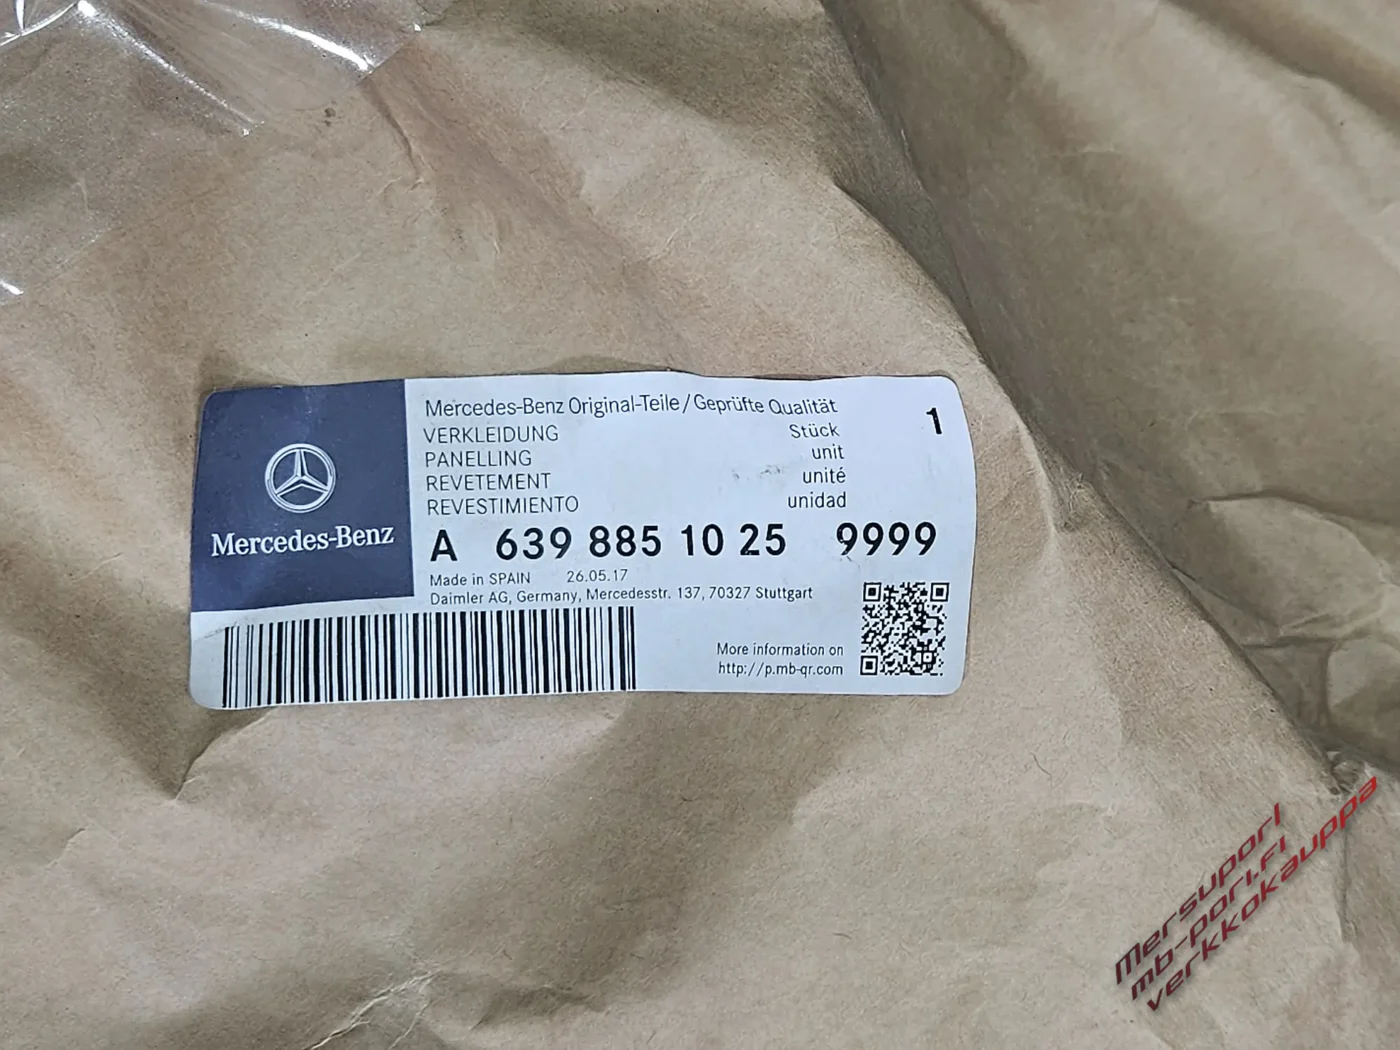 Mercedes-Benz
Mercedes-Benz Original-Teile / Geprüfte Qualität
1
VERKLEIDUNG Stück
PANELLING unit
REVETEMENT unité
REVESTIMIENTO unidad
A 639 885 10 25 9999
Made in SPAIN 26.05.17
Daimler AG, Germany, Mercedesstr. 137, 70327 Stuttgart
More information on
http://p.mb-qr.com
Mersupori
mb-pori.fi
verkkokauppa